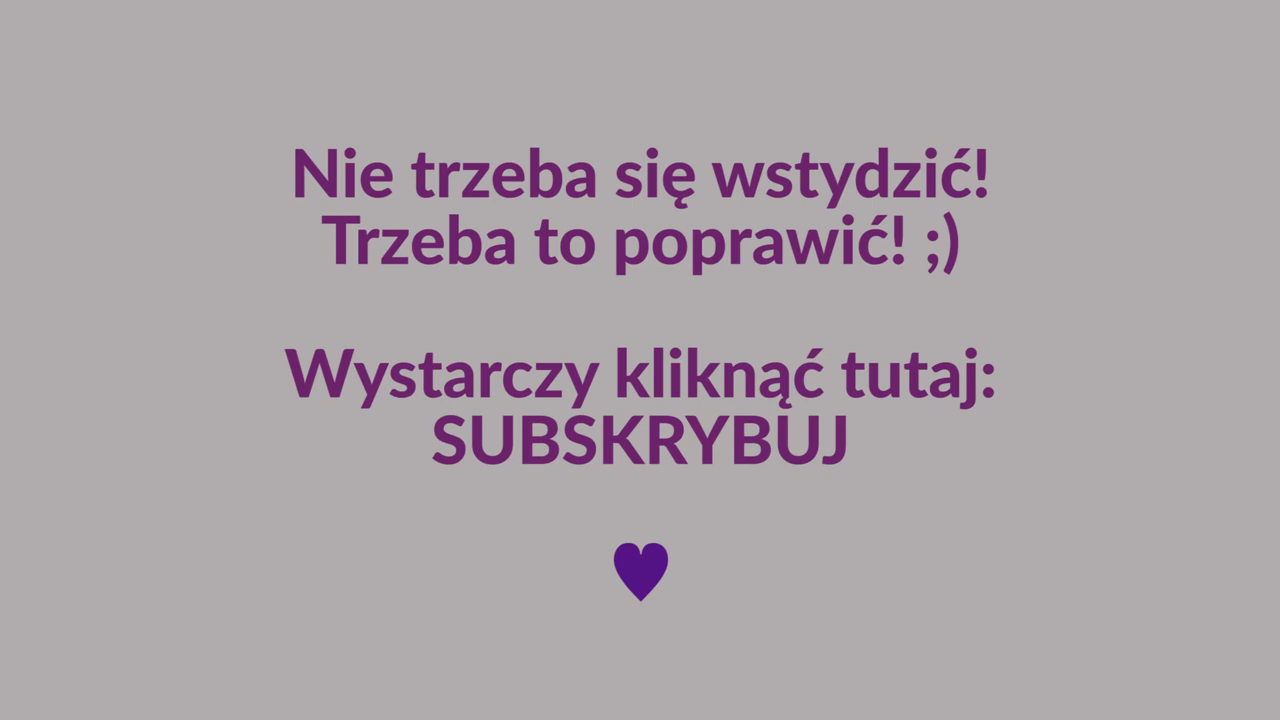 Nie trzeba się wstydzić!
Trzeba to poprawić! ;)
Wystarczy kliknąć tutaj:
SUBSKRYBUJ